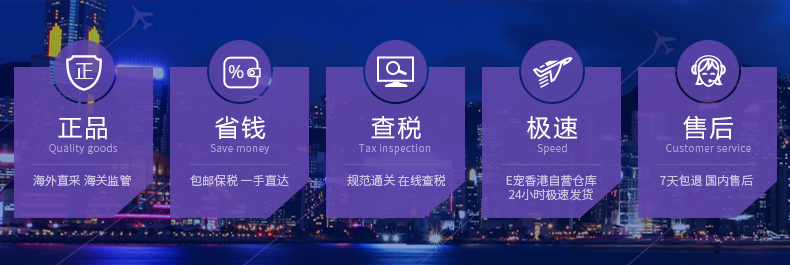 正
正品
Quality goods
海外直采 海关监管
%
省钱
Save money
包邮保税 一手直达
查税
Tax inspection
规范通关 在线查税
极速
Speed
E宠香港自营仓库
24小时极速发货
售后
Customer service
7天包退 国内售后